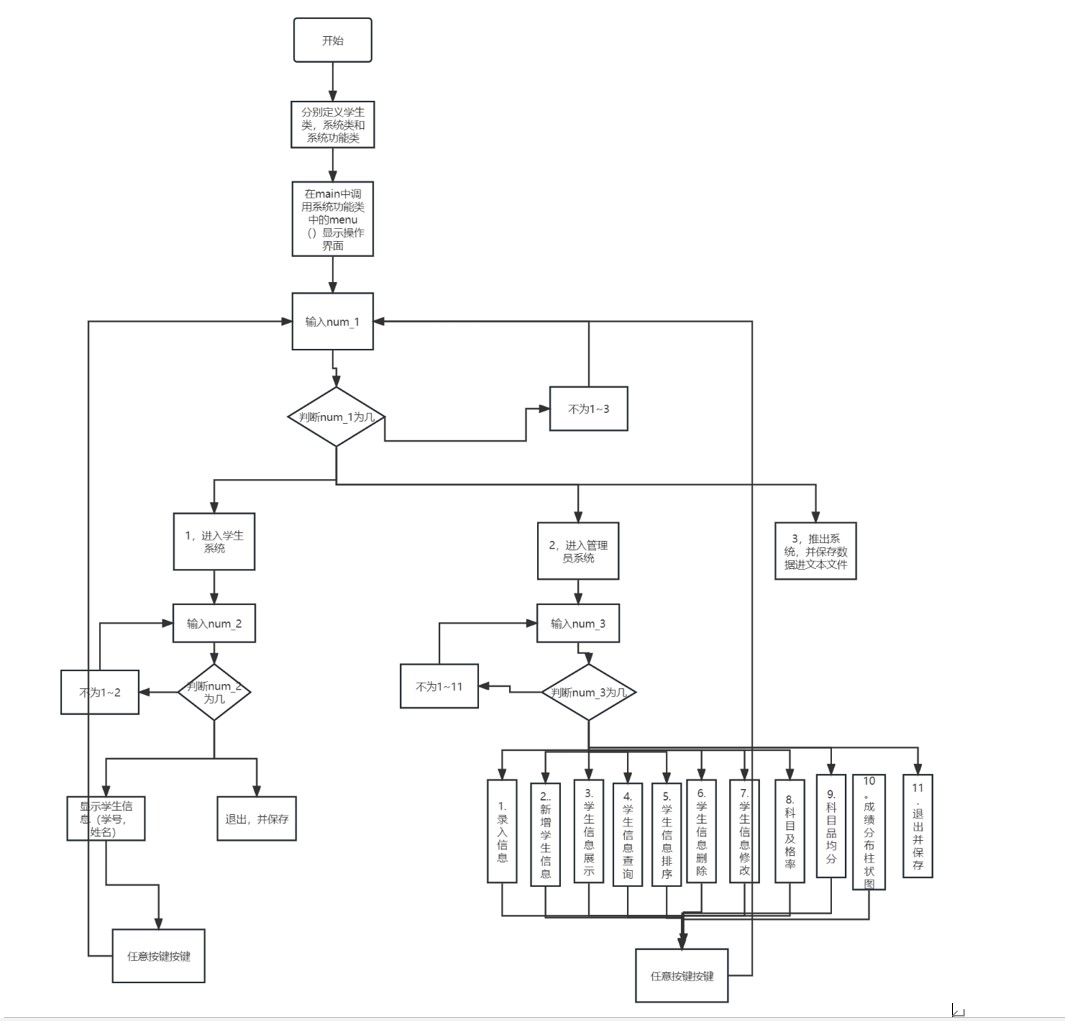 开始
分别定义学生
类，系统类和
系统功能类
在main中调
用系统功能类
中的menu
（）显示操作
界面
输入num_1
判断num_1为几
不为1~3
1，进入学生
系统
2，进入管理
员系统
3，推出系
统，并保存数
据进文本文件
输入num_2
输入num_3
不为1~2
判断num_2
为几
不为1~11
判断num_3为几
显示学生信
息（学号，
姓名）
退出，并保存
1.
录
入
信
息
2..
新
增
学
生
信
息
3.
学
生
信
息
展
示
4.
学
生
信
息
查
询
5.
学
生
信
息
排
序
6.
学
生
信
息
删
除
7.
学
生
信
息
修
改
8.
科
目
及
格
率
9.
科
目
品
均
分
10
。
成
绩
分
布
柱
状
图
11
.
退
出
并
保
存
任意按键按键
任意按键按键